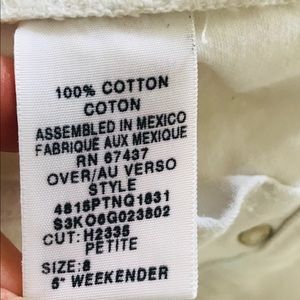 100% COTTON
COTON
ASSEMBLED IN MEXICO
FABRIQUE AUX MEXIQUE
RN 67437
OVER/AU VERSO
STYLE
4815PTNQ1831
S3KO6G023802
CUT: H2335
PETITE
SIZE: 8
5" WEEKENDER